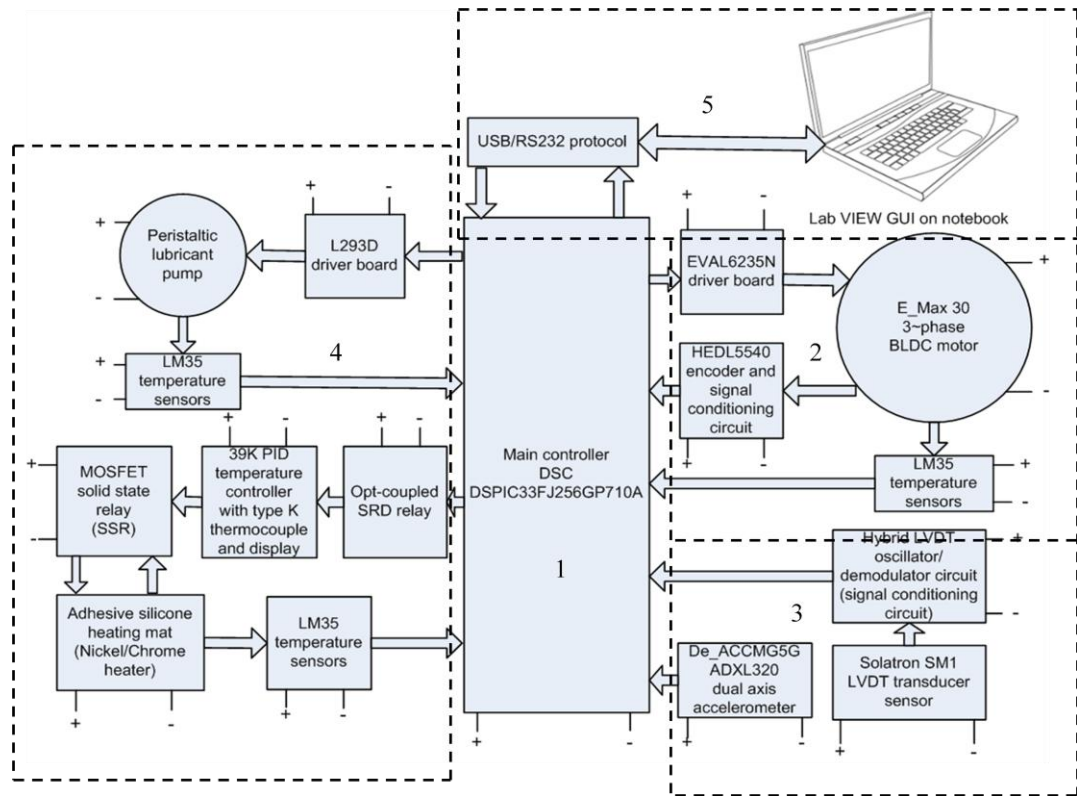 5
USB/RS232 protocol
Lab VIEW GUI on notebook
+
-
+
-
+
Peristaltic
lubricant
pump
-
L293D
driver board
EVAL6235N
driver board
+
E_Max 30
3~phase
BLDC motor
-
+
LM35
temperature
sensors
-
4
HEDL5540
encoder and
signal
conditioning
circuit
+
-
2
+
-
+
-
+
MOSFET
solid state
relay
(SSR)
-
39K PID
temperature
controller
with type K
thermocouple
and display
Opt-coupled
SRD relay
Main controller
DSC
DSPIC33FJ256GP710A
1
LM35
temperature
sensors
+
-
Hybrid LVDT
oscillator/
demodulator circuit
(signal conditioning
circuit)
+
-
3
Adhesive silicone
heating mat
(Nickel/Chrome
heater)
+
-
LM35
temperature
sensors
+
-
De_ACCMG5G
ADXL320
dual axis
accelerometer
+
-
Solatron SM1
LVDT transducer
sensor
+
-
+
-